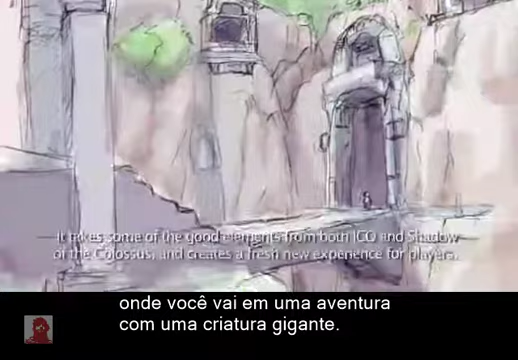 It takes some of the good elements from both ICO and Shadow
of the Colossus, and creates a fresh new experience for players.
onde você vai em uma aventura
com uma criatura gigante.